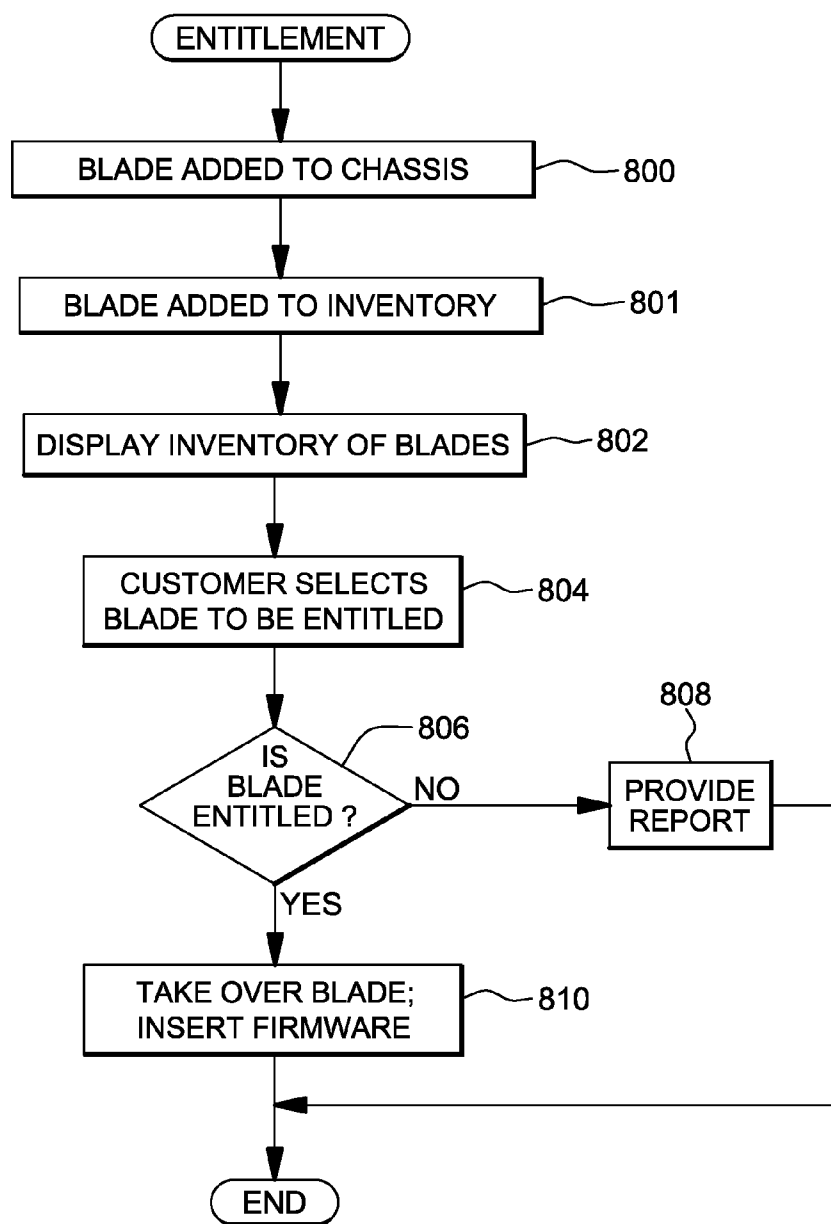 ENTITLEMENT
BLADE ADDED TO CHASSIS
800
BLADE ADDED TO INVENTORY
801
DISPLAY INVENTORY OF BLADES
802
CUSTOMER SELECTS
BLADE TO BE ENTITLED
804
806
IS
BLADE
ENTITLED ?
NO
808
PROVIDE
REPORT
YES
TAKE OVER BLADE;
INSERT FIRMWARE
810
END